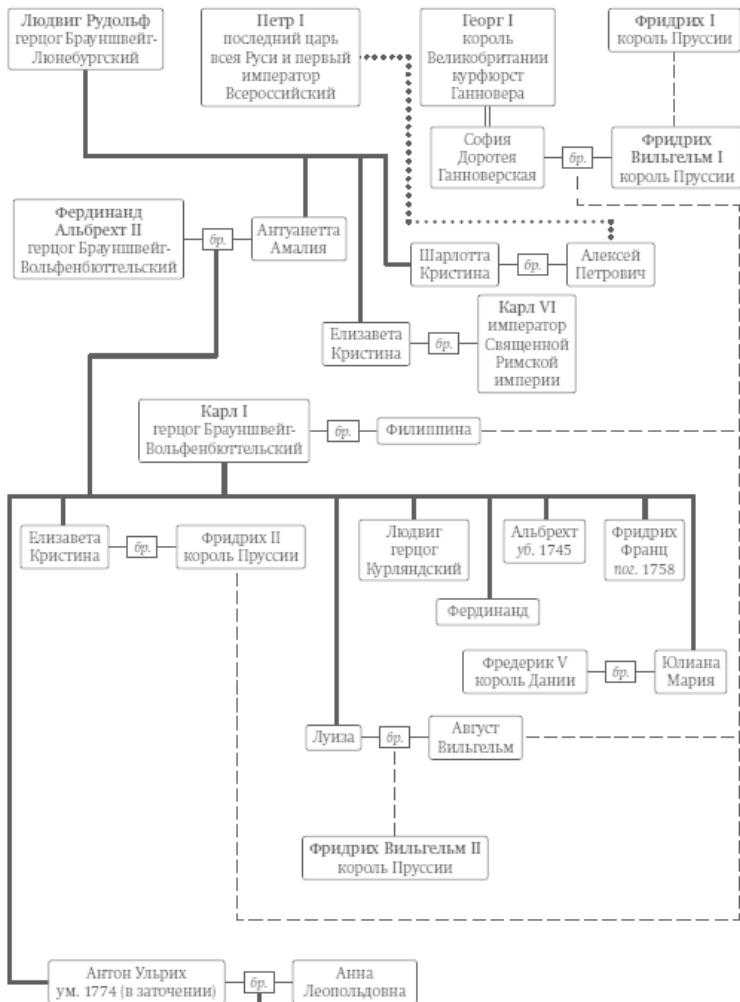 Людвиг Рудольф
герцог Брауншвейг-
Люнебургский
Петр I
последний царь
всея Руси и первый
император
Всероссийский
Георг I
король
Великобритании
курфюрст
Ганновера
Фридрих I
король Пруссии
София
Доротея
Ганноверская
бр.
Фридрих
Вильгельм I
король Пруссии
Фердинанд
Альбрехт II
герцог Брауншвейг-
Вольфенбюттельский
бр.
Антуанетта
Амалия
Шарлотта
Кристина
бр.
Алексей
Петрович
Елизавета
Кристина
бр.
Карл VI
император
Священной
Римской
империи
Карл I
герцог Брауншвейг-
Вольфенбюттельский
бр.
Филиппина
Елизавета
Кристина
бр.
Фридрих II
король Пруссии
Людвиг
герцог
Курляндский
Альбрехт
уб. 1745
Фридрих
Франц
пог. 1758
Фердинанд
Фредерик V
король Дании
бр.
Юлиана
Мария
Луиза
бр.
Август
Вильгельм
Фридрих Вильгельм II
король Пруссии
Антон Ульрих
ум. 1774 (в заточении)
бр.
Анна
Леопольдовна